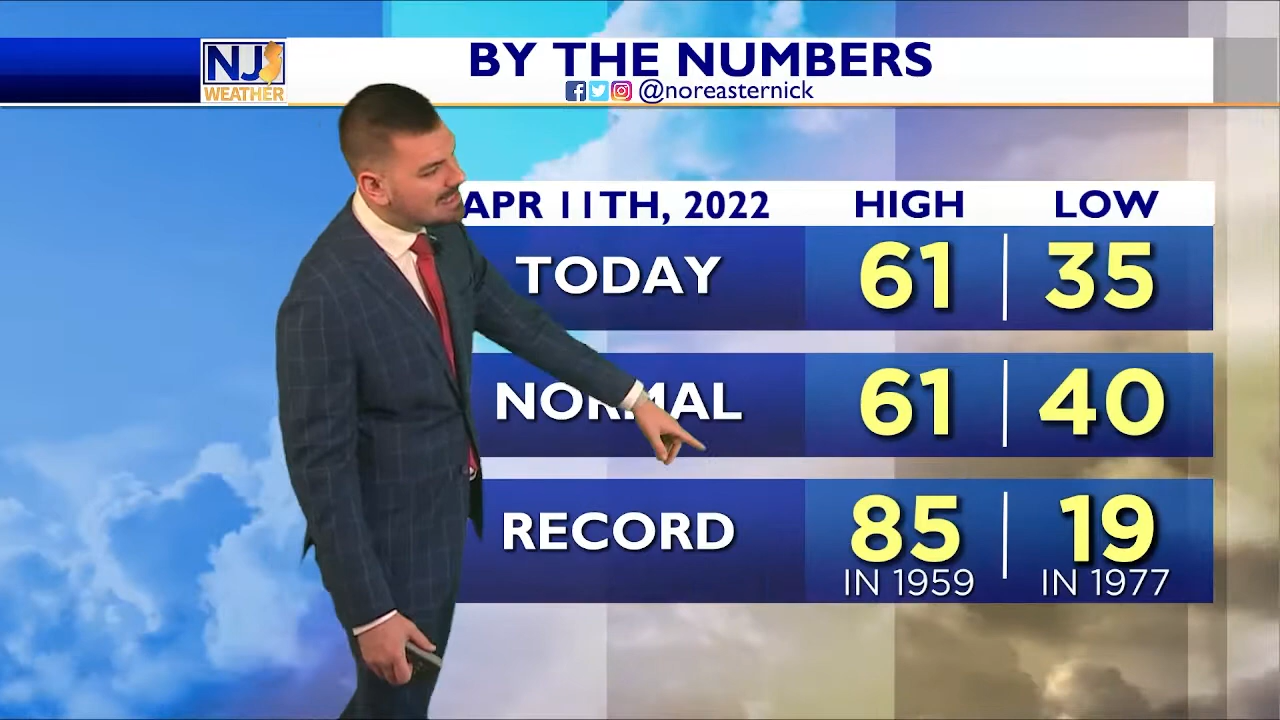 NJ
WEATHER
BY THE NUMBERS
@noreasternick
APR 11TH, 2022 HIGH LOW
TODAY 61 35
NORMAL 61 40
RECORD 85 19
IN 1959 IN 1977